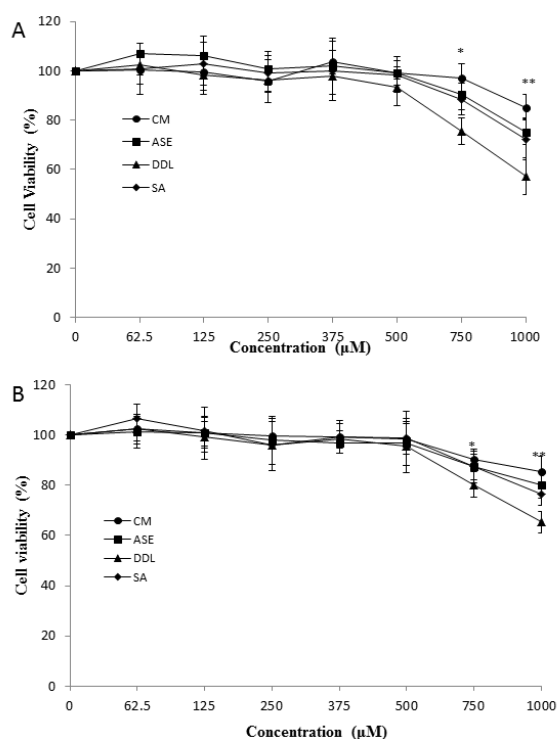 A
120
100
80
60
40
20
0
Cell Viability (%)
CM
ASE
DDL
SA
*
**
0 62.5 125 250 375 500 750 1000
Concentration (µM)
B
120
100
80
60
40
20
0
Cell viability (%)
CM
ASE
DDL
SA
*
**
0 62.5 125 250 375 500 750 1000
Concentration (µM)